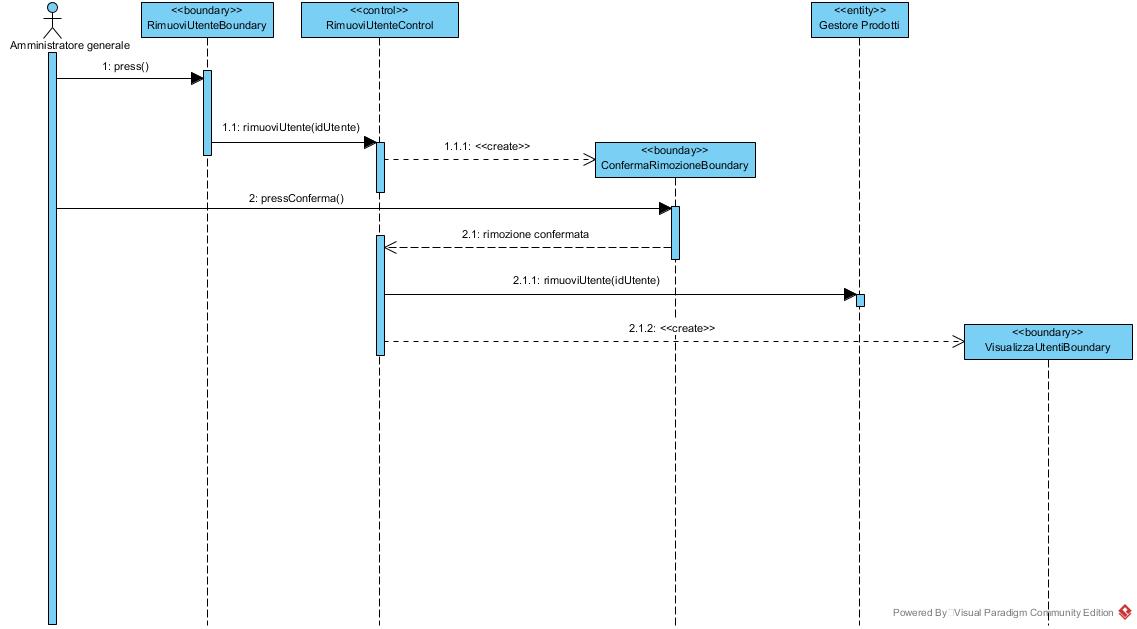 <<boundary>>
RimuoviUtenteBoundary
<<control>>
RimuoviUtenteControl
<<entity>>
Gestore Prodotti
Amministratore generale
1: press()
1.1: rimuoviUtente(idUtente)
1.1.1: <<create>>
<<bounday>>
ConfermaRimozioneBoundary
2: pressConferma()
2.1: rimozione confermata
2.1.1: rimuoviUtente(idUtente)
2.1.2: <<create>>
<<boundary>>
VisualizzaUtentiBoundary
Powered By Visual Paradigm Community Edition